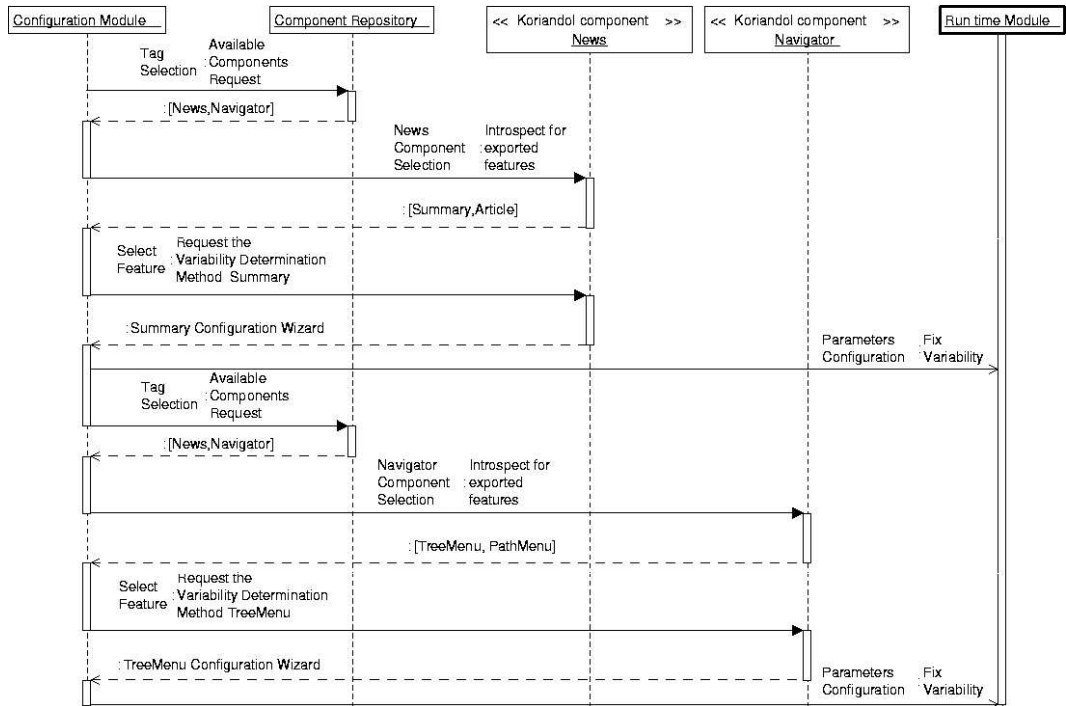 Configuration Module
Component Repository
<< Koriandol component >>
News
<< Koriandol component >>
Navigator
Run time Module
Tag
Selection
Available
:Components
Request
:[News,Navigator]
News
Component
Selection
Introspect for
:exported
features
:[Summary,Article]
Select
Feature
Request the
:Variability Determination
Method Summary
:Summary Configuration Wizard
Parameters
Configuration
:Fix
Variability
Tag
Selection
Available
:Components
Request
:[News,Navigator]
Navigator
Component
Selection
Introspect for
:exported
features
:[TreeMenu, PathMenu]
Select
Feature
Request the
:Variability Determination
Method TreeMenu
:TreeMenu Configuration Wizard
Parameters
Configuration
:Fix
Variability